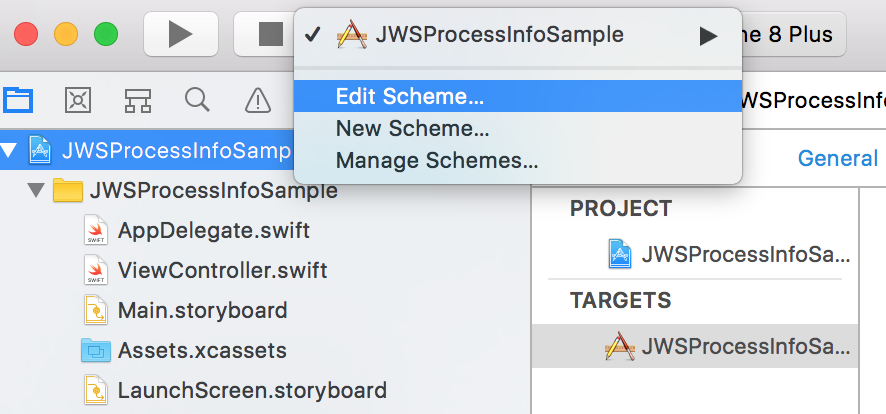 JWSProcessInfoSample
ne 8 Plus
Edit Scheme...
WSProcessInfo
New Scheme...
JWSProcessInfoSamp
Manage Schemes...
General
JWSProcessInfoSample
PROJECT
AppDelegate.swift
JWSProcessInfoSa...
ViewController.swift
TARGETS
Main.storyboard
JWSProcessInfoSa...
Assets.xcassets
LaunchScreen.storyboard